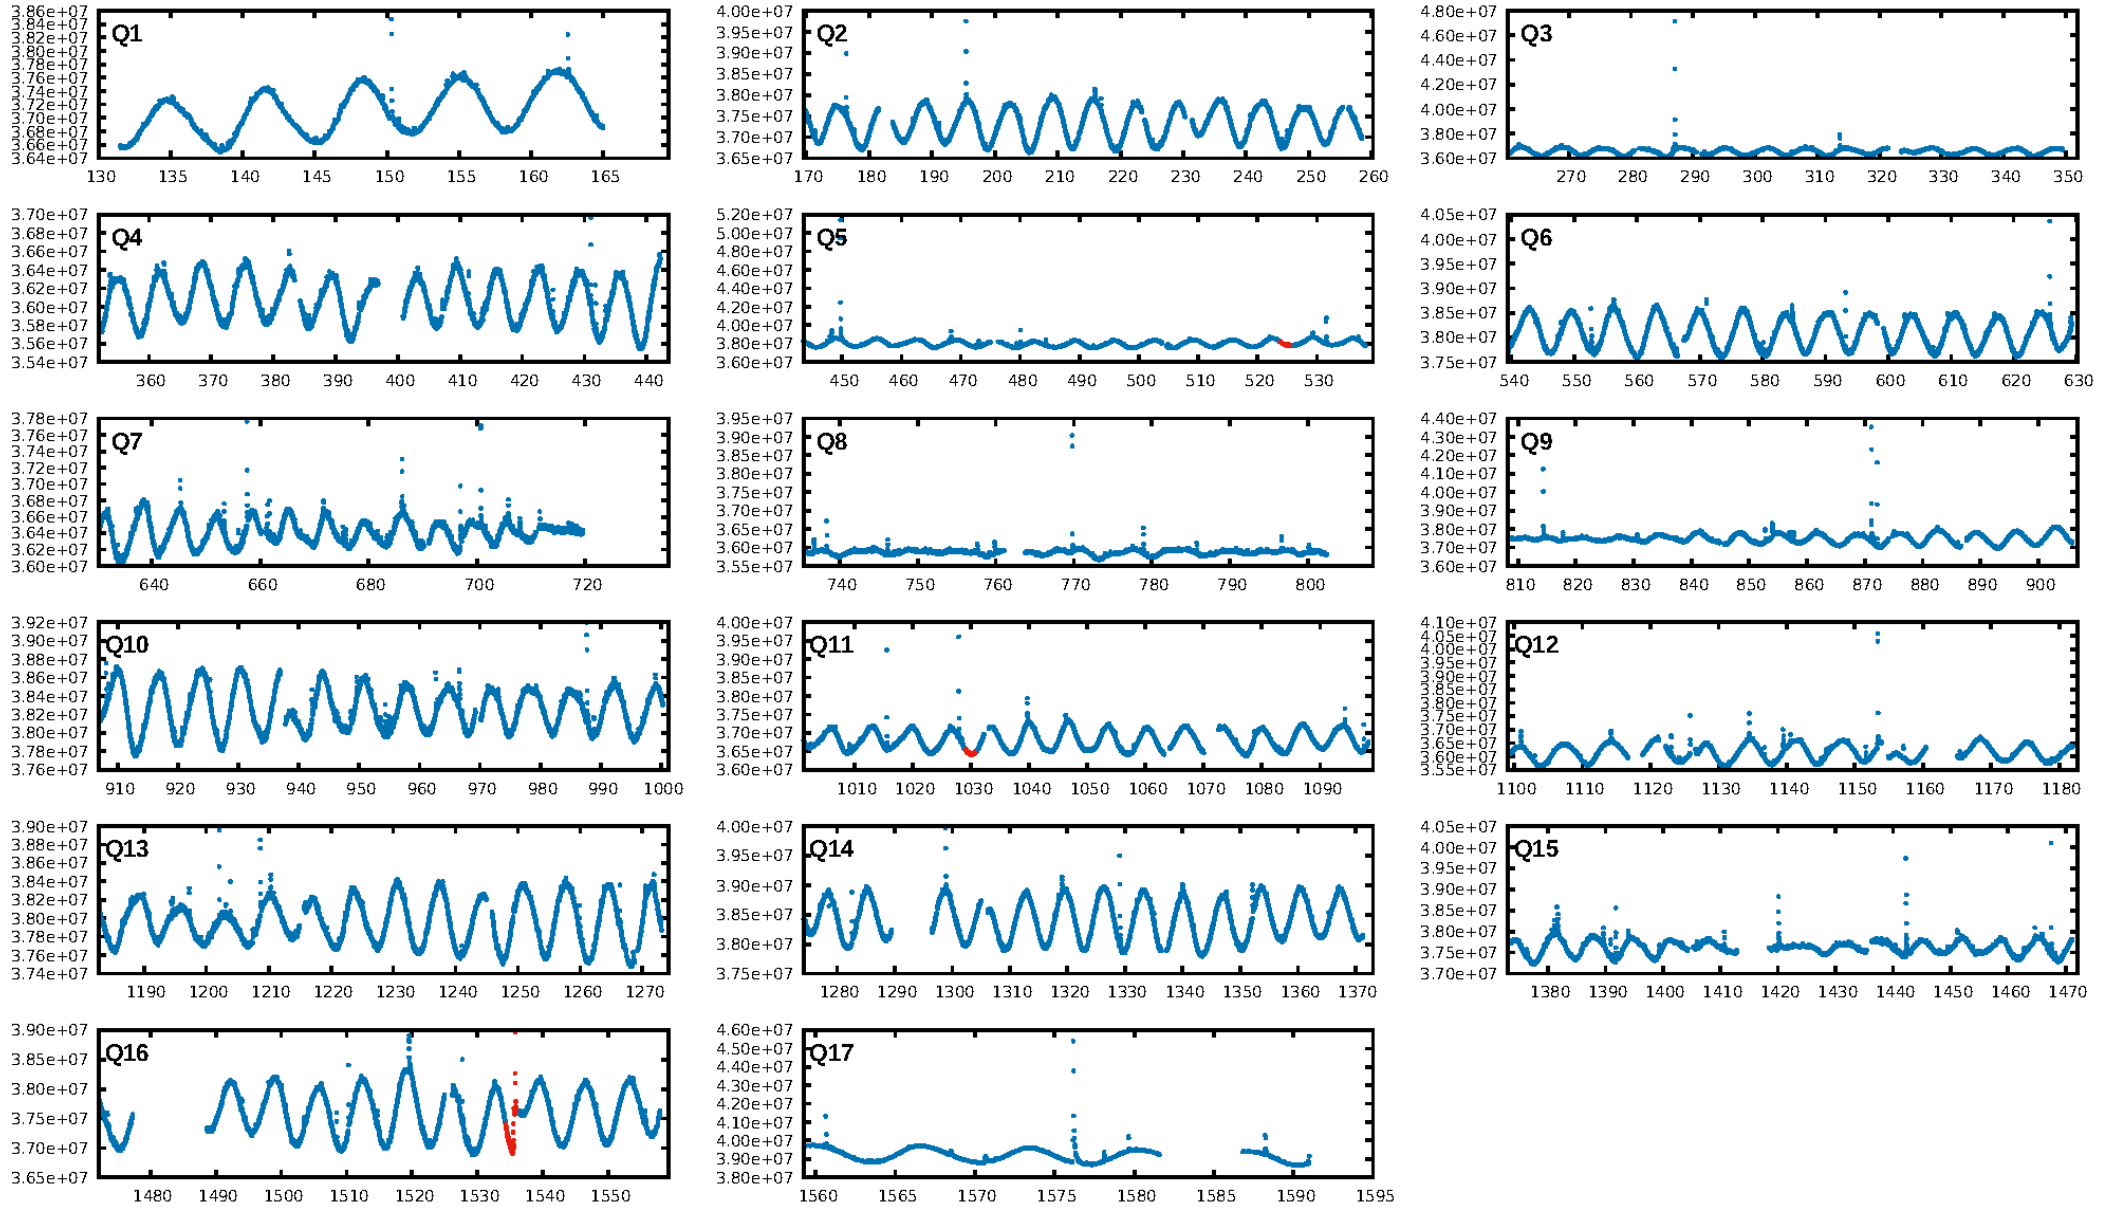 Q1
3.86e+07
3.84e+07
3.82e+07
3.80e+07
3.78e+07
3.76e+07
3.74e+07
3.72e+07
3.70e+07
3.68e+07
3.66e+07
3.64e+07
130 135 140 145 150 155 160 165
Q2
4.00e+07
3.95e+07
3.90e+07
3.85e+07
3.80e+07
3.75e+07
3.70e+07
3.65e+07
170 180 190 200 210 220 230 240 250 260
Q3
4.80e+07
4.60e+07
4.40e+07
4.20e+07
4.00e+07
3.80e+07
3.60e+07
270 280 290 300 310 320 330 340 350
Q4
3.70e+07
3.68e+07
3.66e+07
3.64e+07
3.62e+07
3.60e+07
3.58e+07
3.56e+07
3.54e+07
360 370 380 390 400 410 420 430 440
Q5
5.20e+07
5.00e+07
4.80e+07
4.60e+07
4.40e+07
4.20e+07
4.00e+07
3.80e+07
3.60e+07
450 460 470 480 490 500 510 520 530
Q6
4.05e+07
4.00e+07
3.95e+07
3.90e+07
3.85e+07
3.80e+07
3.75e+07
540 550 560 570 580 590 600 610 620 630
Q7
3.78e+07
3.76e+07
3.74e+07
3.72e+07
3.70e+07
3.68e+07
3.66e+07
3.64e+07
3.62e+07
3.60e+07
640 660 680 700 720
Q8
3.95e+07
3.90e+07
3.85e+07
3.80e+07
3.75e+07
3.70e+07
3.65e+07
3.60e+07
3.55e+07
740 750 760 770 780 790 800
Q9
4.40e+07
4.30e+07
4.20e+07
4.10e+07
4.00e+07
3.90e+07
3.80e+07
3.70e+07
3.60e+07
810 820 830 840 850 860 870 880 890 900
Q10
3.92e+07
3.90e+07
3.88e+07
3.86e+07
3.84e+07
3.82e+07
3.80e+07
3.78e+07
3.76e+07
910 920 930 940 950 960 970 980 990 1000
Q11
4.00e+07
3.95e+07
3.90e+07
3.85e+07
3.80e+07
3.75e+07
3.70e+07
3.65e+07
3.60e+07
1010 1020 1030 1040 1050 1060 1070 1080 1090
Q12
4.10e+07
4.05e+07
4.00e+07
3.95e+07
3.90e+07
3.85e+07
3.80e+07
3.75e+07
3.70e+07
3.65e+07
3.60e+07
3.55e+07
1100 1110 1120 1130 1140 1150 1160 1170 1180
Q13
3.90e+07
3.88e+07
3.86e+07
3.84e+07
3.82e+07
3.80e+07
3.78e+07
3.76e+07
3.74e+07
1190 1200 1210 1220 1230 1240 1250 1260 1270
Q14
4.00e+07
3.95e+07
3.90e+07
3.85e+07
3.80e+07
3.75e+07
1280 1290 1300 1310 1320 1330 1340 1350 1360 1370
Q15
4.05e+07
4.00e+07
3.95e+07
3.90e+07
3.85e+07
3.80e+07
3.75e+07
3.70e+07
1380 1390 1400 1410 1420 1430 1440 1450 1460 1470
Q16
3.90e+07
3.85e+07
3.80e+07
3.75e+07
3.70e+07
3.65e+07
1480 1490 1500 1510 1520 1530 1540 1550
Q17
4.60e+07
4.50e+07
4.40e+07
4.30e+07
4.20e+07
4.10e+07
4.00e+07
3.90e+07
3.80e+07
1560 1565 1570 1575 1580 1585 1590 1595